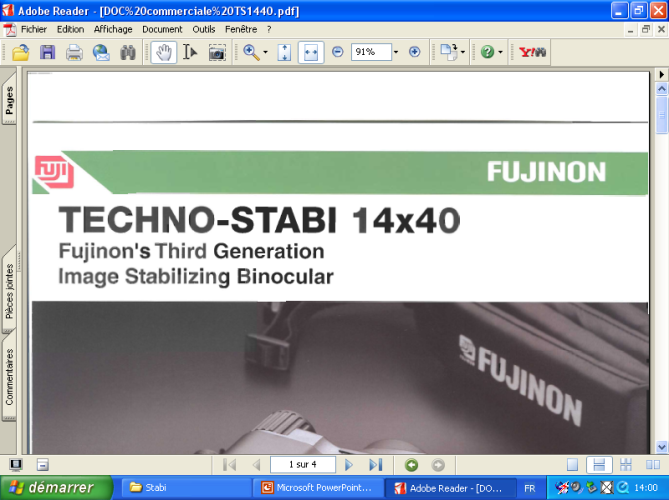 Adobe Reader - [DOC%20commerciale%20TS1440.pdf]
Fichier Edition Affichage Document Outils Fenêtre ?
91%
Y!
Pages
Pièces jointes
Commentaires
FUJI
FUJINON
TECHNO-STABI 14x40
Fujinon's Third Generation
Image Stabilizing Binocular
FUJINON
1 sur 4
démarrer
Stabi
Microsoft PowerPoint...
Adobe Reader - [DO...
FR
14:00